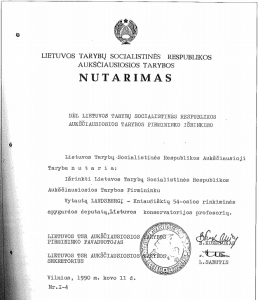 LIETUVOS TARYBŲ SOCIALISTINĖS RESPUBLIKOS
AUKŠČIAUSIOSIOS TARYBOS
NUTARIMAS
DĖL LIETUVOS TARYBŲ SOCIALISTINĖS RESPUBLIKOS
AUKŠČIAUSIOSIOS TARYBOS PIRMININKO IŠRINKIMO
Lietuvos Tarybų Socialistinės Respublikos Aukščiausioji
Taryba n u t a r i a:
Išrinkti Lietuvos Tarybų Socialistinės Respublikos
Aukščiausiosios Tarybos Pirmininku
Vytautą LANDSBERGĮ - Aniukščių 54-osios rinkiminės
apygardos deputatą, Lietuvos konservatorijos profesorių.
LIETUVOS TSR AUKŠČIAUSIOSIOS TARYBOS
PIRMININKO PAVADUOTOJAS
LIETUVOS TSR AUKŠČIAUSIOSIOS TARYBOS
SEKRETORIUS
L.SABUTIS
Vilnius, 1990 m. kovo 11 d.
Nr.I-4